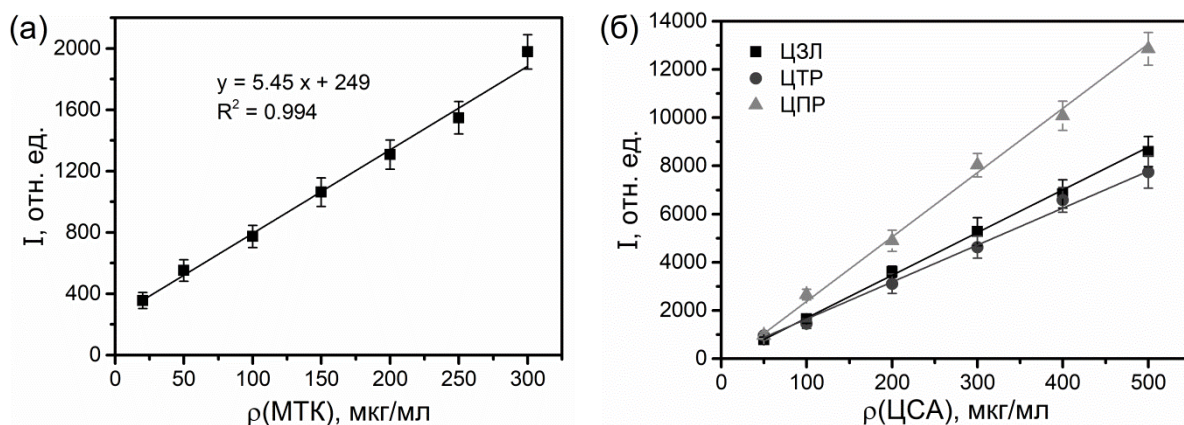 (а)
2000
1600
1200
800
400
0
I, отн. ед.
y = 5.45 x + 249
R² = 0.994
0 50 100 150 200 250 300
ρ(МТК), мкг/мл
(б)
14000
12000
10000
8000
6000
4000
2000
0
I, отн. ед.
ЦЗЛ
ЦТР
ЦПР
100 200 300 400 500
ρ(ЦСА), мкг/мл